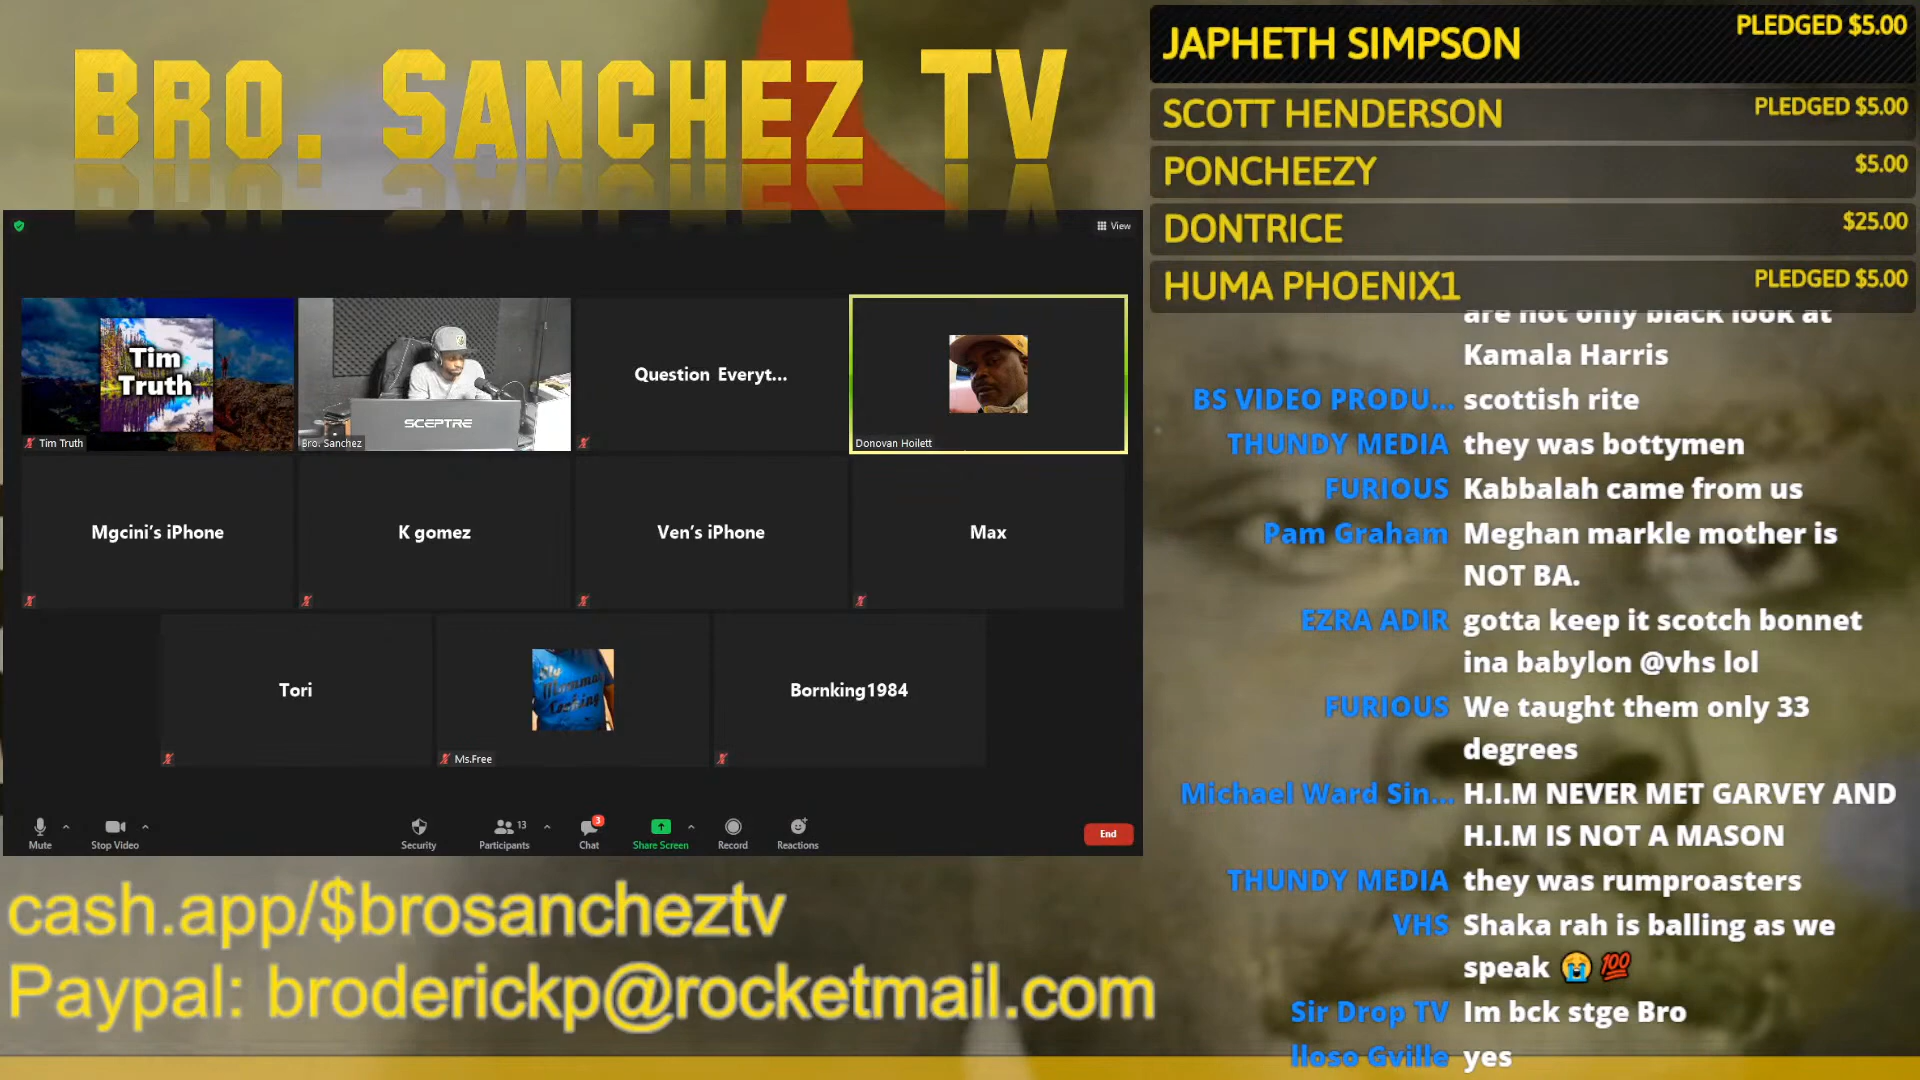 Bro. Sanchez TV
View
Tim Truth
Tim Truth
SCEPTRE
Bro. Sanchez
Question Everyt...
Donovan Hoilett
Mgcini's iPhone
K gomez
Ven's iPhone
Max
Tori
Ms.Free
Bornking1984
Mute
Stop Video
Security
13
Participants
3
Chat
Share Screen
Record
Reactions
End
cash.app/$brosancheztv
Paypal: broderickp@rocketmail.com
JAPHETH SIMPSON PLEDGED $5.00
SCOTT HENDERSON PLEDGED $5.00
PONCHEEZY $5.00
DONTRICE $25.00
HUMA PHOENIX1 PLEDGED $5.00
are not only black look at
Kamala Harris
BS VIDEO PRODU... scottish rite
THUNDY MEDIA they was bottymen
FURIOUS Kabbalah came from us
Pam Graham Meghan markle mother is
NOT BA.
EZRA ADIR gotta keep it scotch bonnet
ina babylon @vhs lol
FURIOUS We taught them only 33
degrees
Michael Ward Sin... H.I.M NEVER MET GARVEY AND
H.I.M IS NOT A MASON
THUNDY MEDIA they was rumproasters
VHS Shaka rah is balling as we
speak 😭 💯
Sir Drop TV Im bck stge Bro
lloso Gville yes